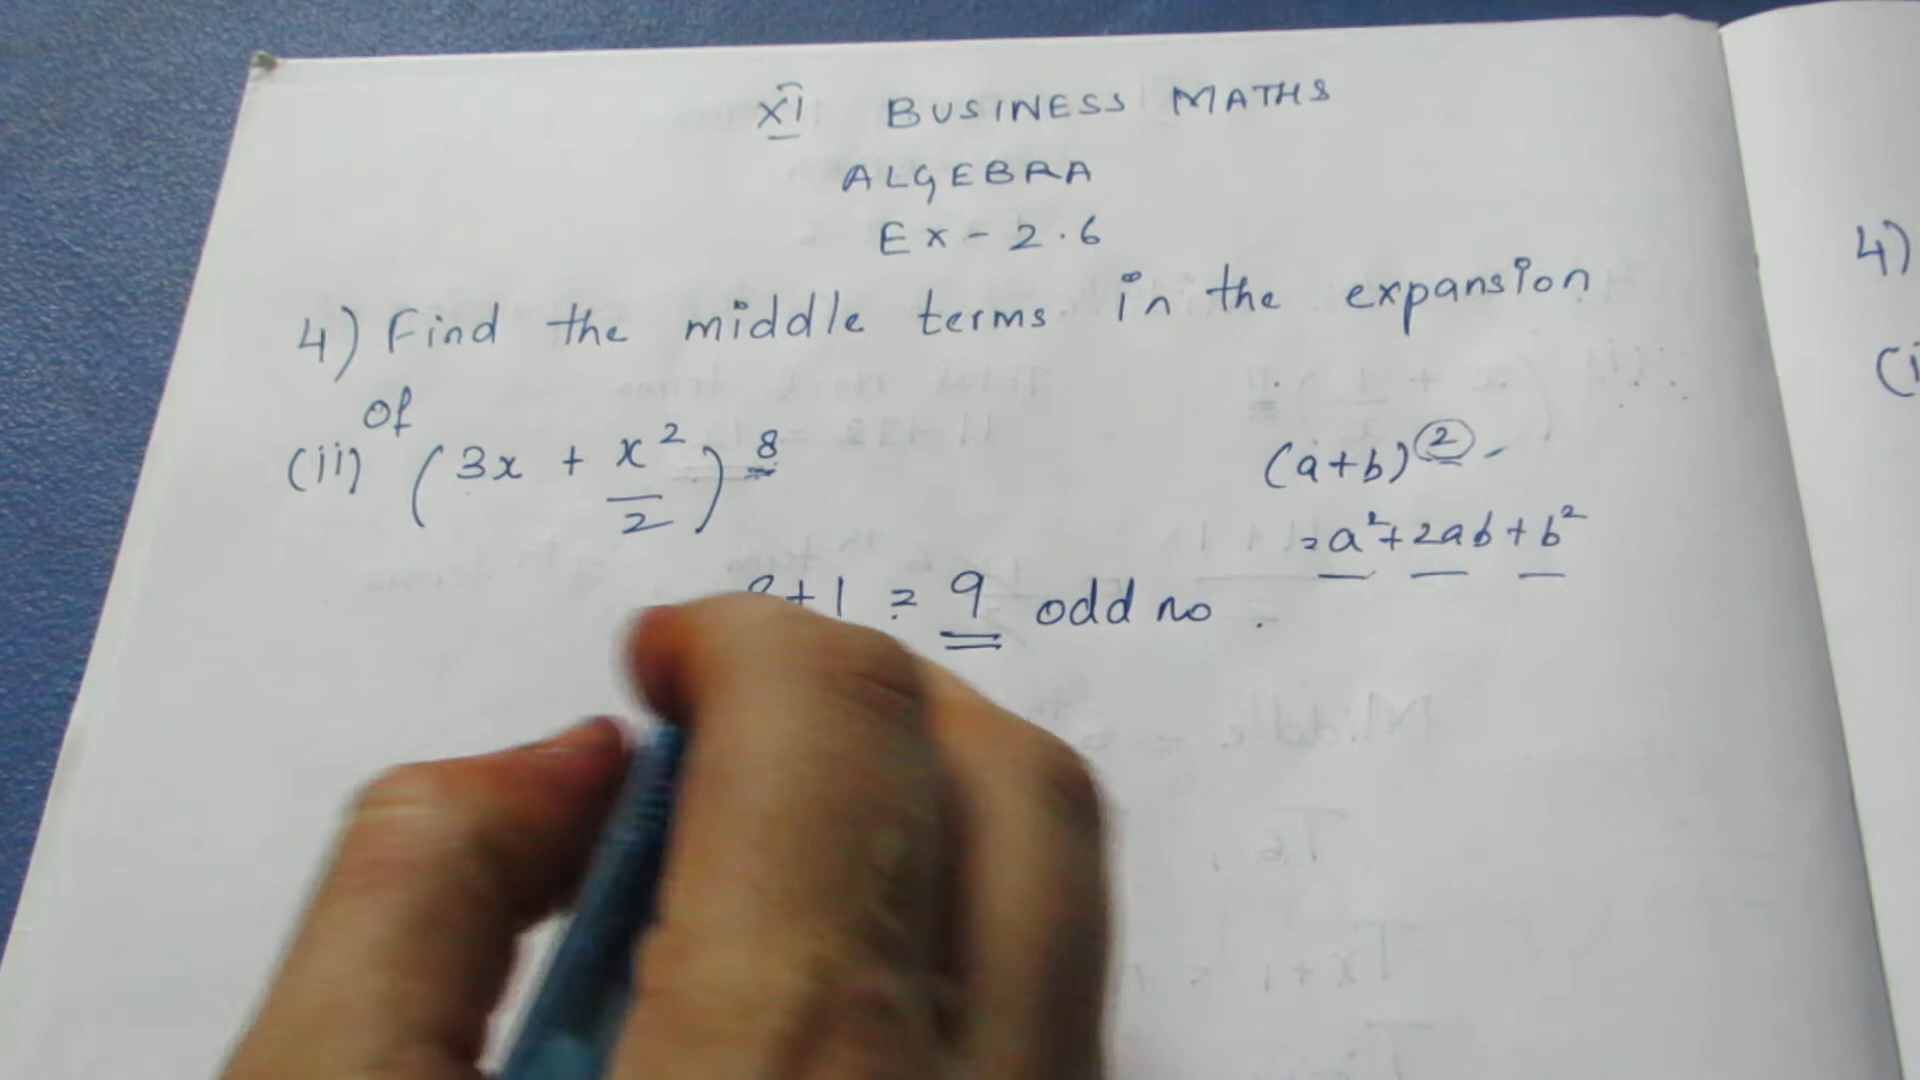 XI BUSINESS MATHS
ALGEBRA
Ex - 2.6
4) Find the middle terms in the expansion
of
(ii) (3x + x²/2)⁸
(a+b)²
= a² + 2ab + b²
8+1 = 9 odd no.
4)
(i